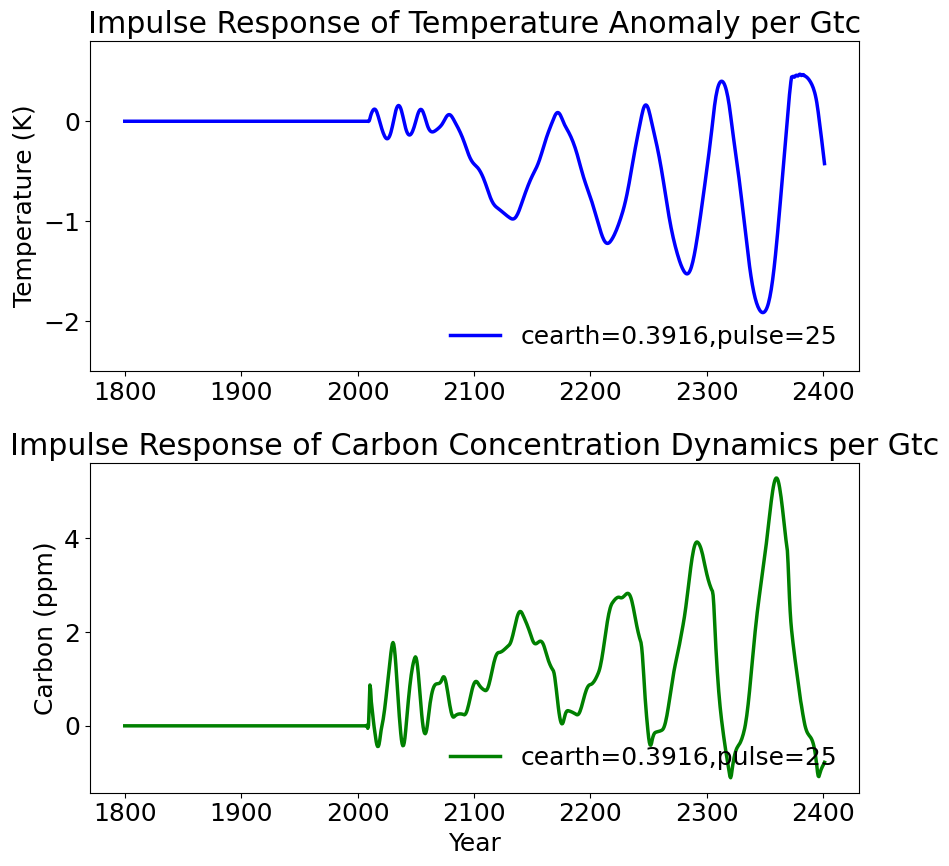 Impulse Response of Temperature Anomaly per Gtc
Temperature (K)
0
−1
−2
cearth=0.3916,pulse=25
1800 1900 2000 2100 2200 2300 2400
Impulse Response of Carbon Concentration Dynamics per Gtc
Carbon (ppm)
4
2
0
cearth=0.3916,pulse=25
1800 1900 2000 2100 2200 2300 2400
Year